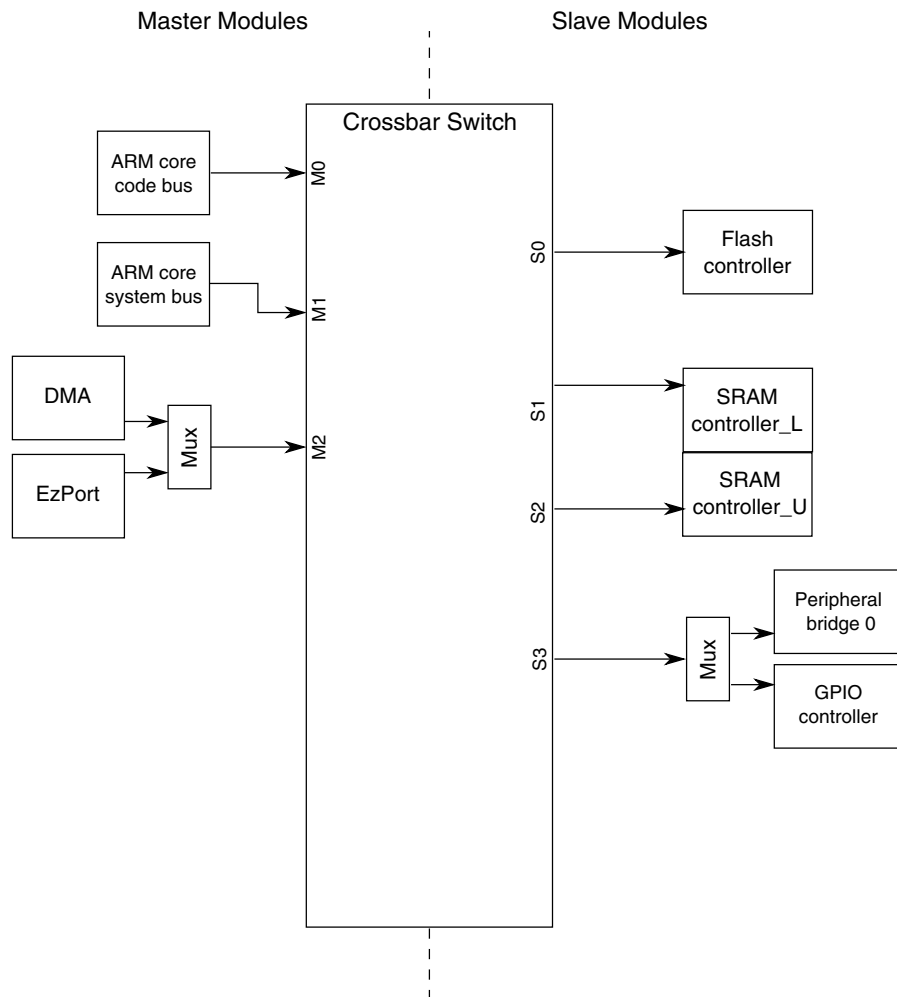 Master Modules
Slave Modules
Crossbar Switch
ARM core
code bus
M0
ARM core
system bus
M1
DMA
EzPort
Mux
M2
S0
Flash
controller
S1
SRAM
controller_L
S2
SRAM
controller_U
S3
Mux
Peripheral
bridge 0
GPIO
controller